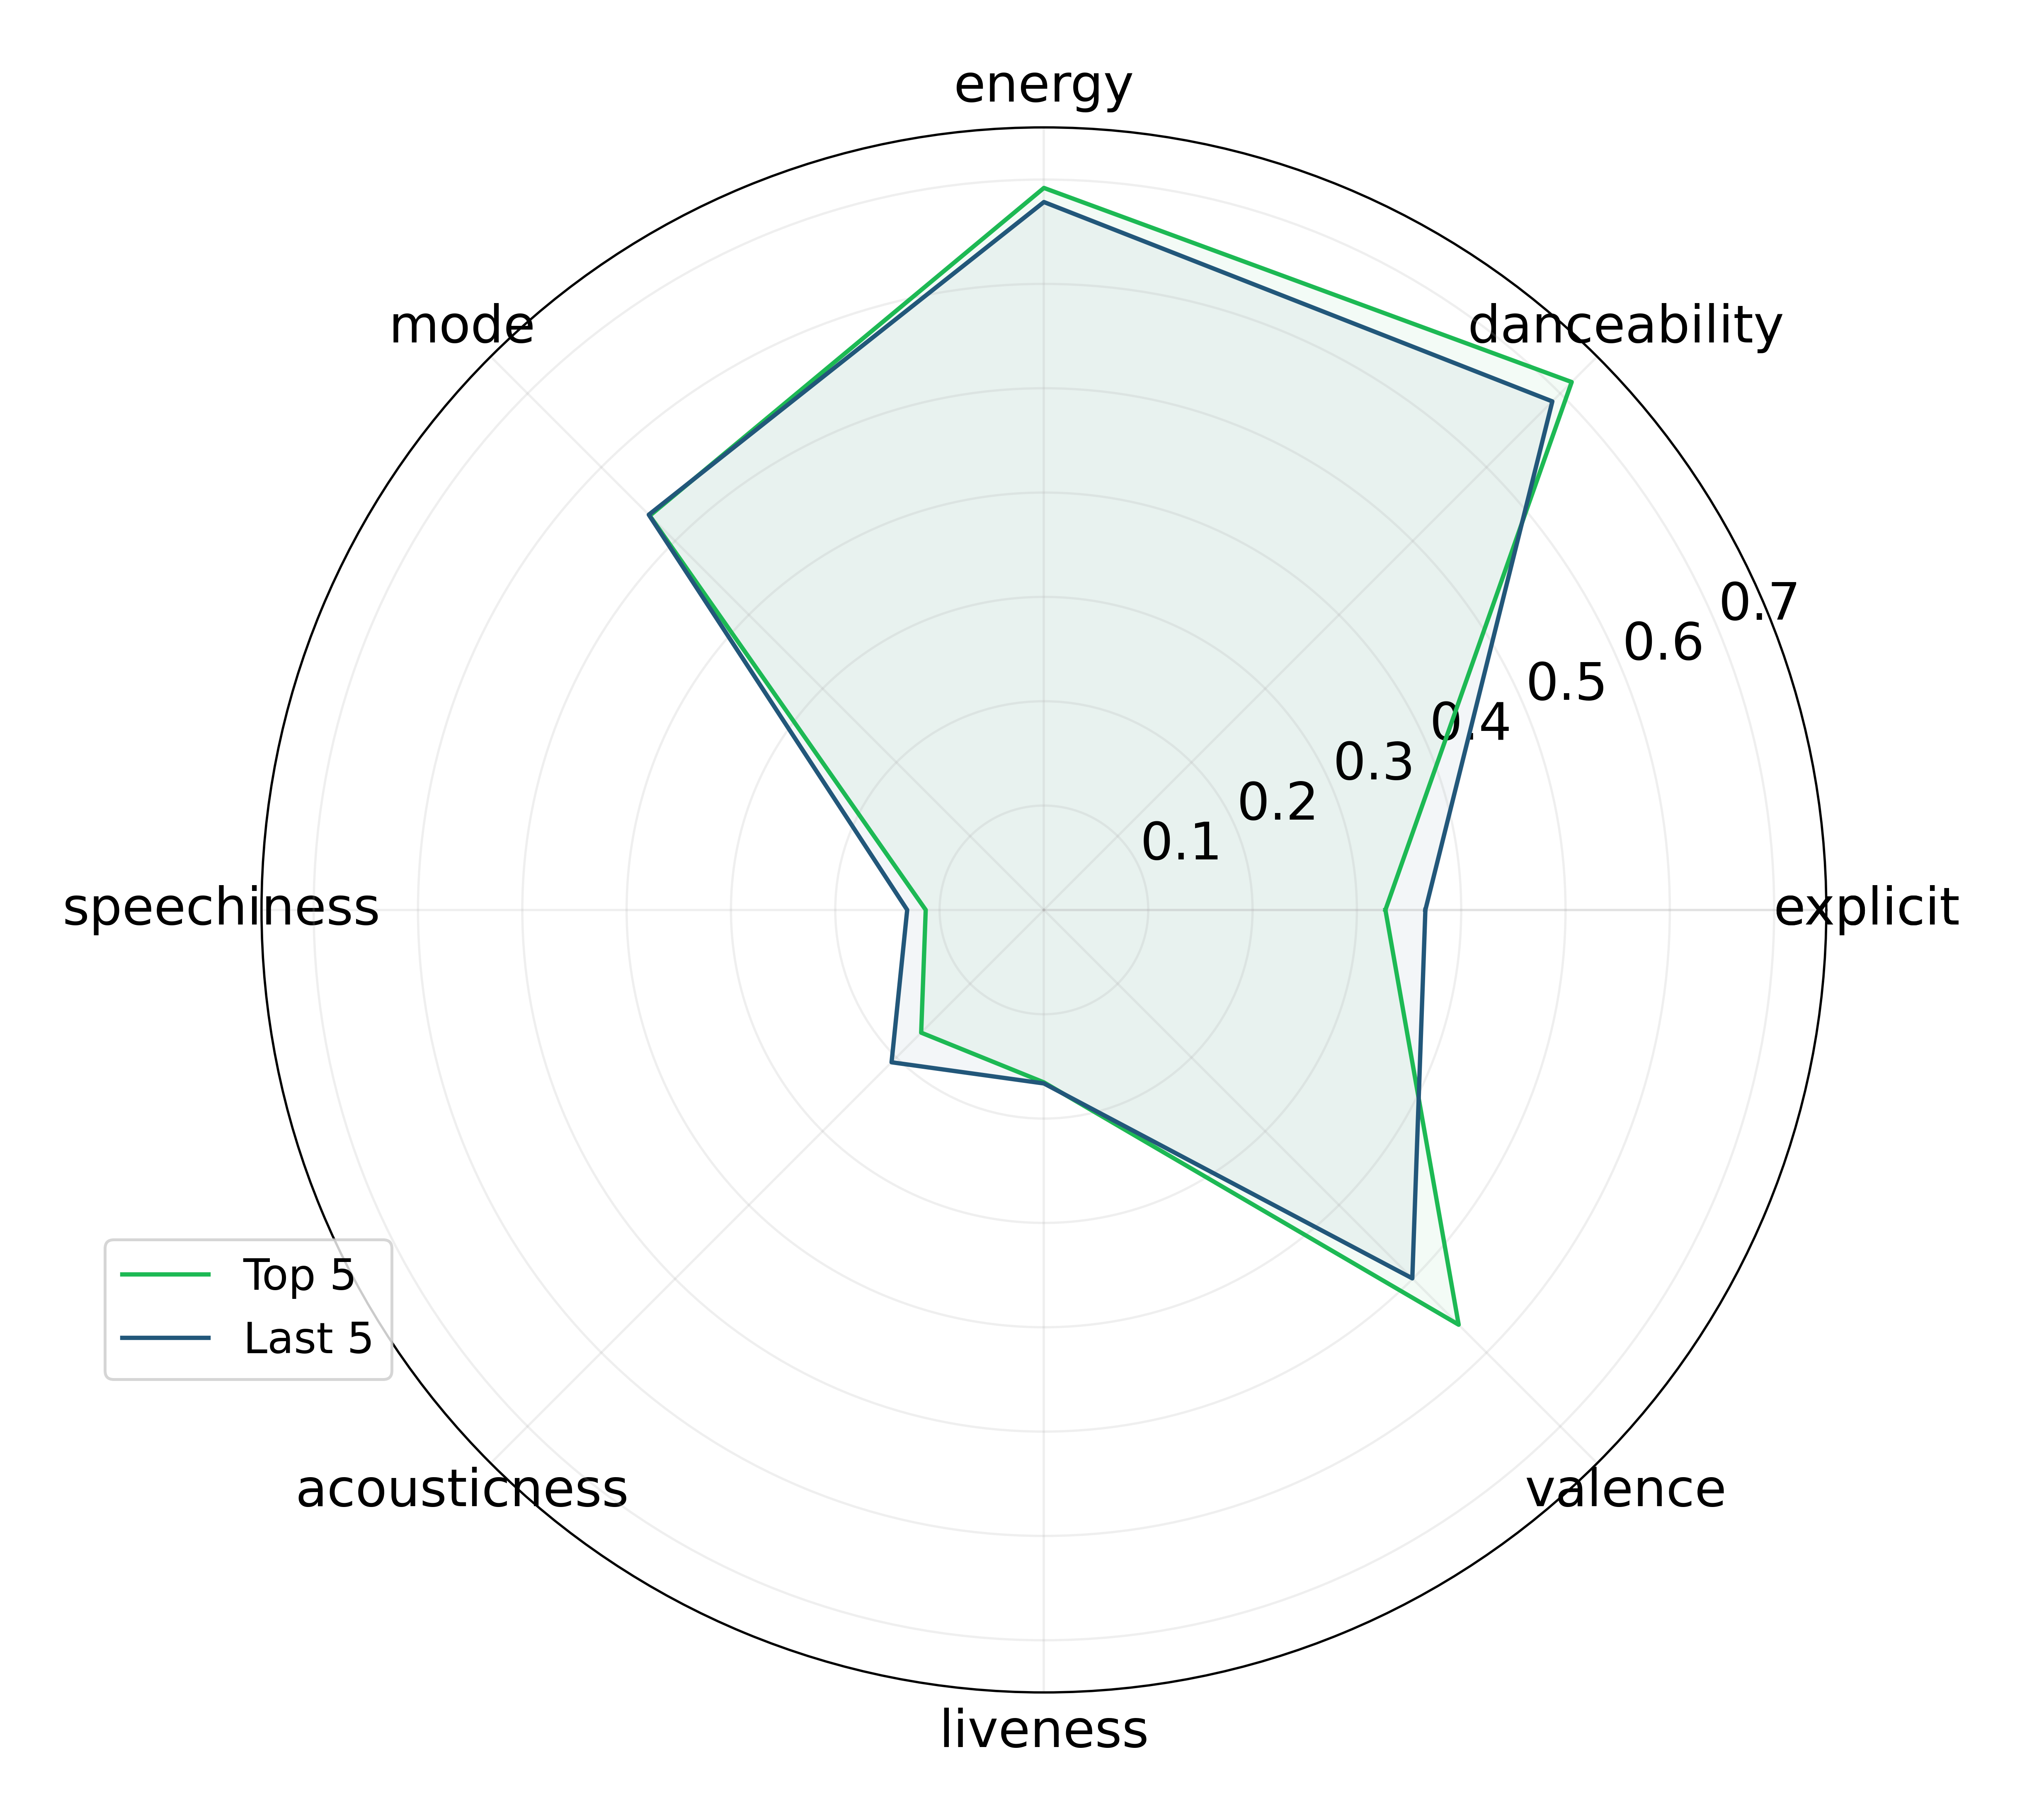 energy
mode
danceability
0.7
0.6
0.5
0.4
0.3
0.2
0.1
speechiness
explicit
Top 5
Last 5
acousticness
valence
liveness